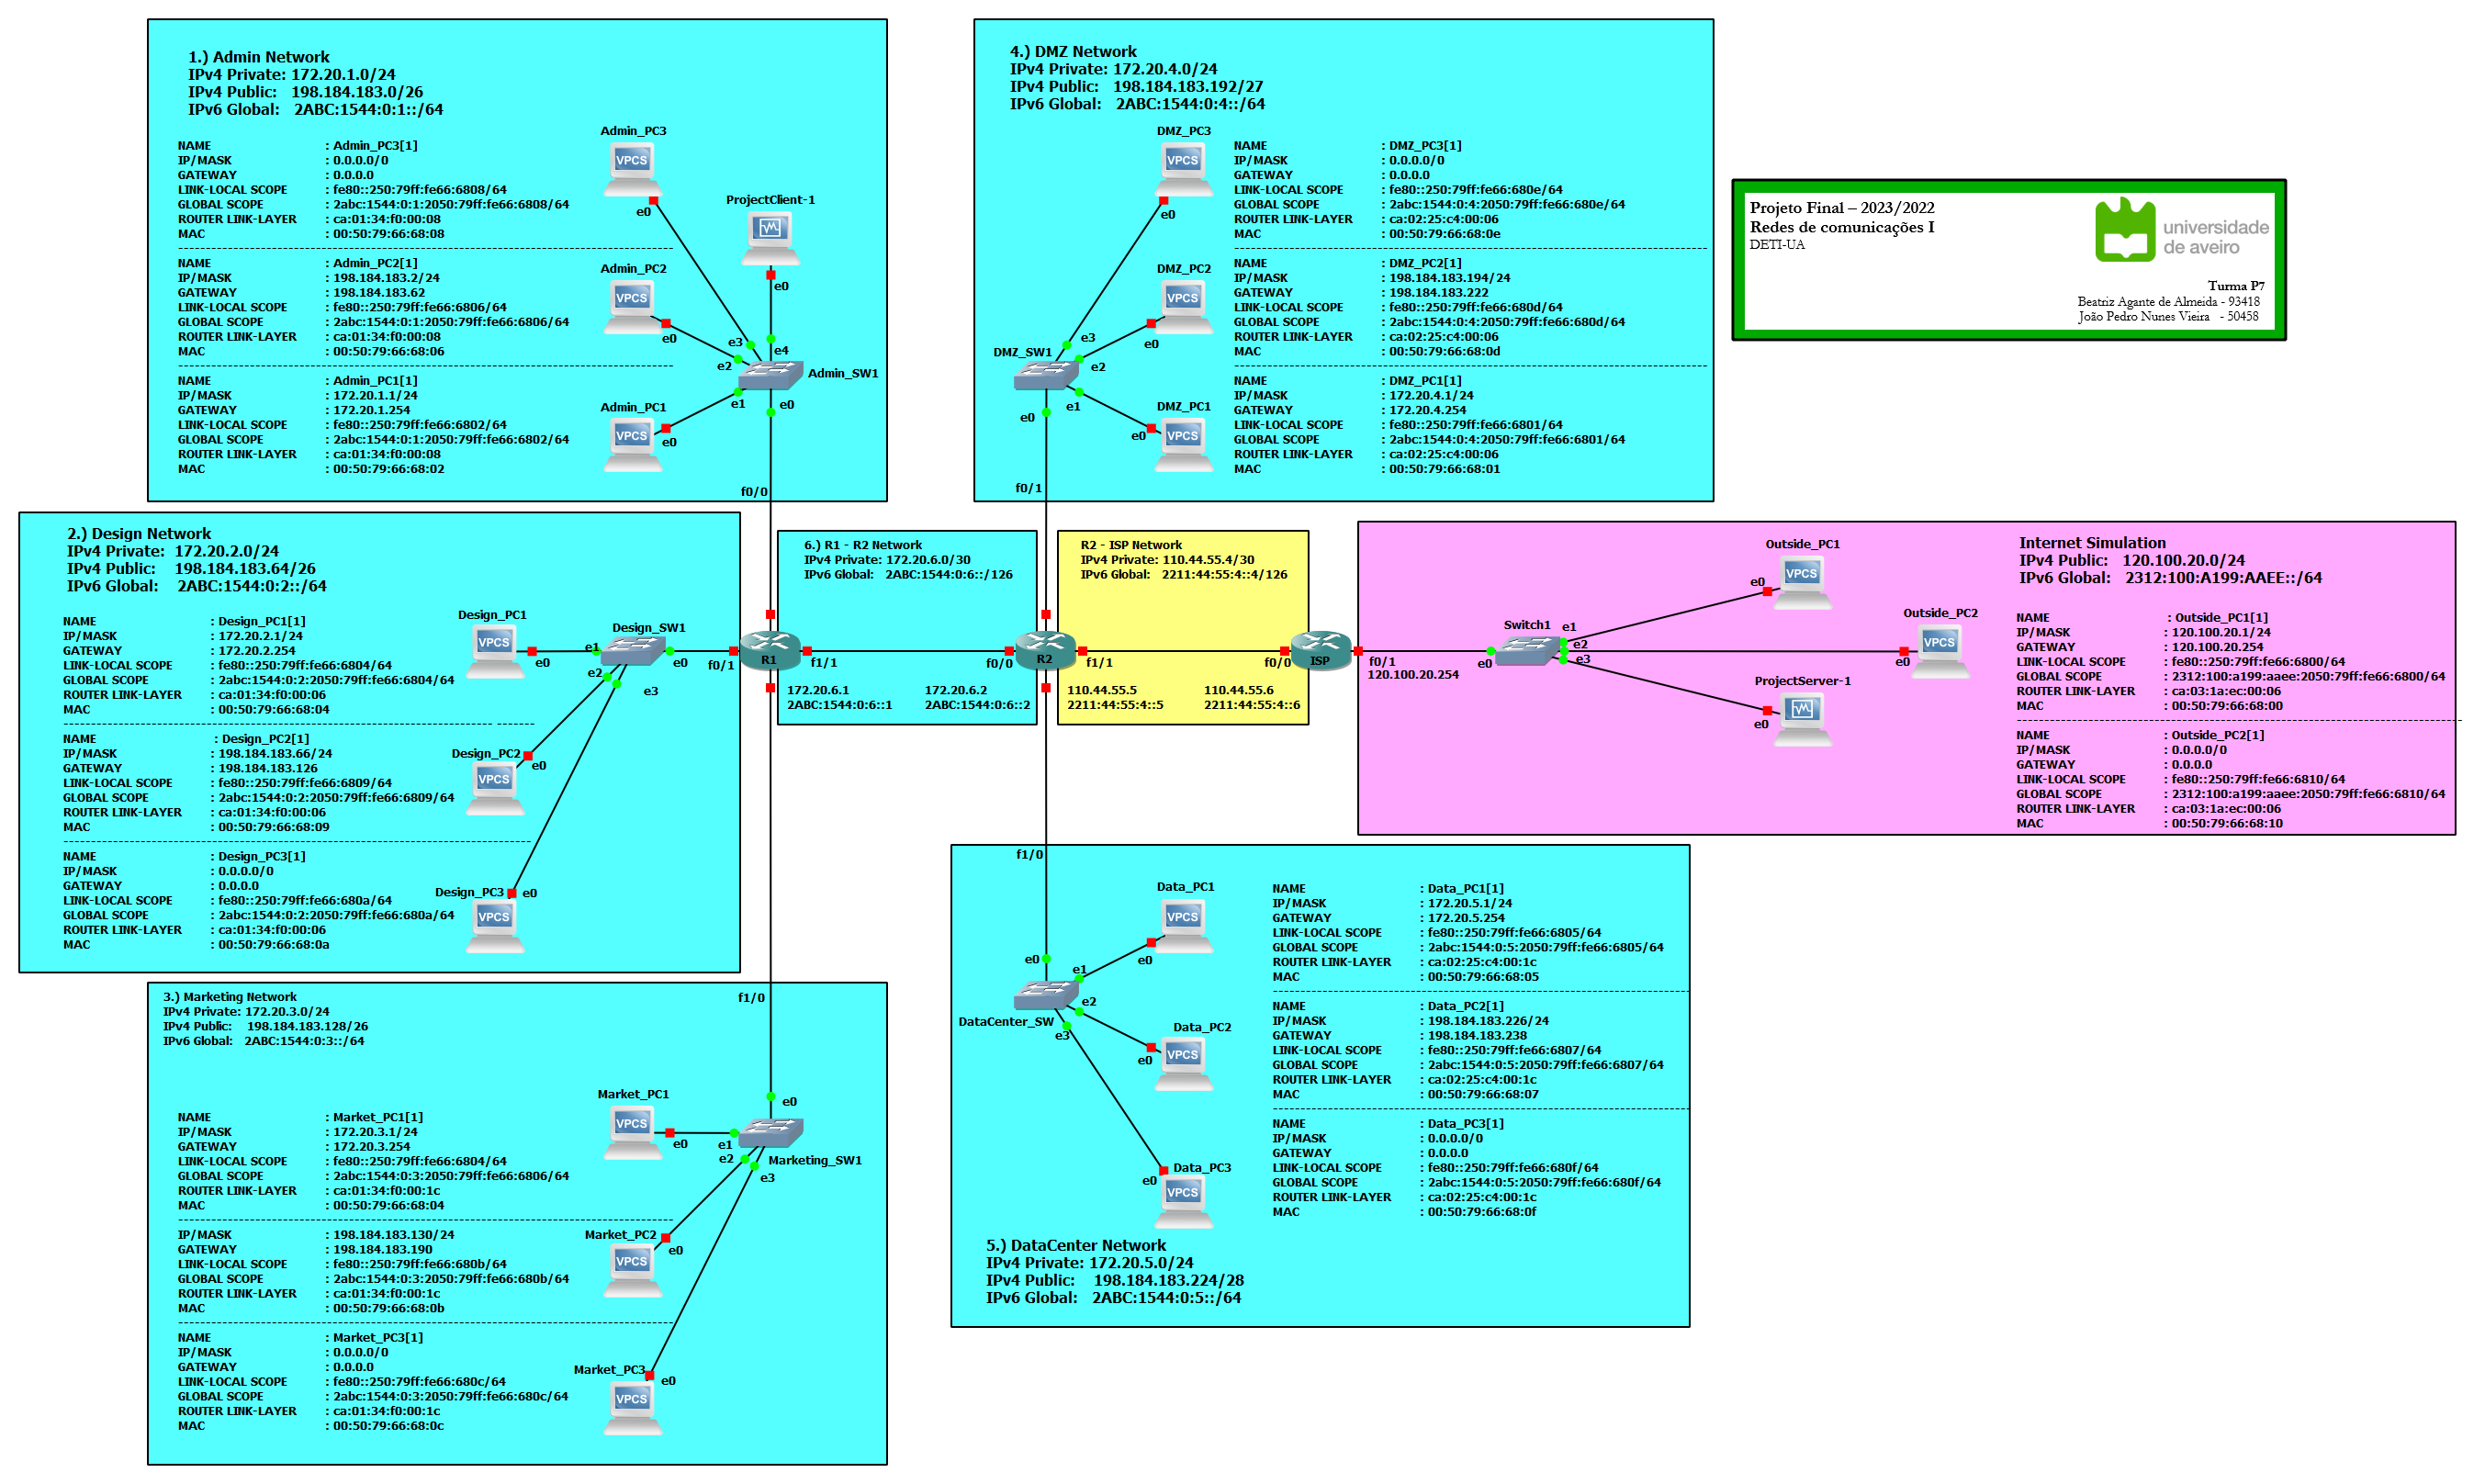 1.) Admin Network
IPv4 Private: 172.20.1.0/24
IPv4 Public: 198.184.183.0/26
IPv6 Global: 2ABC:1544:0:1::/64
NAME : Admin_PC3[1]
IP/MASK : 0.0.0.0/0
GATEWAY : 0.0.0.0
LINK-LOCAL SCOPE : fe80::250:79ff:fe66:6808/64
GLOBAL SCOPE : 2abc:1544:0:1:2050:79ff:fe66:6808/64
ROUTER LINK-LAYER : ca:01:34:f0:00:08
MAC : 00:50:79:66:68:08
NAME : Admin_PC2[1]
IP/MASK : 198.184.183.2/24
GATEWAY : 198.184.183.62
LINK-LOCAL SCOPE : fe80::250:79ff:fe66:6806/64
GLOBAL SCOPE : 2abc:1544:0:1:2050:79ff:fe66:6806/64
ROUTER LINK-LAYER : ca:01:34:f0:00:08
MAC : 00:50:79:66:68:06
NAME : Admin_PC1[1]
IP/MASK : 172.20.1.1/24
GATEWAY : 172.20.1.254
LINK-LOCAL SCOPE : fe80::250:79ff:fe66:6802/64
GLOBAL SCOPE : 2abc:1544:0:1:2050:79ff:fe66:6802/64
ROUTER LINK-LAYER : ca:01:34:f0:00:08
MAC : 00:50:79:66:68:02
Admin_PC3
VPCS
e0
ProjectClient-1
e0
Admin_PC2
VPCS
e0
e3
e4
e2
Admin_SW1
e1
e0
Admin_PC1
VPCS
e0
f0/0
4.) DMZ Network
IPv4 Private: 172.20.4.0/24
IPv4 Public: 198.184.183.192/27
IPv6 Global: 2ABC:1544:0:4::/64
DMZ_PC3
VPCS
e0
DMZ_PC2
VPCS
e0
e3
DMZ_SW1
e2
e1
e0
DMZ_PC1
VPCS
e0
f0/1
NAME : DMZ_PC3[1]
IP/MASK : 0.0.0.0/0
GATEWAY : 0.0.0.0
LINK-LOCAL SCOPE : fe80::250:79ff:fe66:680e/64
GLOBAL SCOPE : 2abc:1544:0:4:2050:79ff:fe66:680e/64
ROUTER LINK-LAYER : ca:02:25:c4:00:06
MAC : 00:50:79:66:68:0e
NAME : DMZ_PC2[1]
IP/MASK : 198.184.183.194/24
GATEWAY : 198.184.183.222
LINK-LOCAL SCOPE : fe80::250:79ff:fe66:680d/64
GLOBAL SCOPE : 2abc:1544:0:4:2050:79ff:fe66:680d/64
ROUTER LINK-LAYER : ca:02:25:c4:00:06
MAC : 00:50:79:66:68:0d
NAME : DMZ_PC1[1]
IP/MASK : 172.20.4.1/24
GATEWAY : 172.20.4.254
LINK-LOCAL SCOPE : fe80::250:79ff:fe66:6801/64
GLOBAL SCOPE : 2abc:1544:0:4:2050:79ff:fe66:6801/64
ROUTER LINK-LAYER : ca:02:25:c4:00:06
MAC : 00:50:79:66:68:01
Projeto Final – 2023/2022
Redes de comunicações I
DETI-UA
universidade
de aveiro
Turma P7
Beatriz Agante de Almeida - 93418
João Pedro Nunes Vieira - 50458
2.) Design Network
IPv4 Private: 172.20.2.0/24
IPv4 Public: 198.184.183.64/26
IPv6 Global: 2ABC:1544:0:2::/64
NAME : Design_PC1[1]
IP/MASK : 172.20.2.1/24
GATEWAY : 172.20.2.254
LINK-LOCAL SCOPE : fe80::250:79ff:fe66:6804/64
GLOBAL SCOPE : 2abc:1544:0:2:2050:79ff:fe66:6804/64
ROUTER LINK-LAYER : ca:01:34:f0:00:06
MAC : 00:50:79:66:68:04
NAME : Design_PC2[1]
IP/MASK : 198.184.183.66/24
GATEWAY : 198.184.183.126
LINK-LOCAL SCOPE : fe80::250:79ff:fe66:6809/64
GLOBAL SCOPE : 2abc:1544:0:2:2050:79ff:fe66:6809/64
ROUTER LINK-LAYER : ca:01:34:f0:00:06
MAC : 00:50:79:66:68:09
NAME : Design_PC3[1]
IP/MASK : 0.0.0.0/0
GATEWAY : 0.0.0.0
LINK-LOCAL SCOPE : fe80::250:79ff:fe66:680a/64
GLOBAL SCOPE : 2abc:1544:0:2:2050:79ff:fe66:680a/64
ROUTER LINK-LAYER : ca:01:34:f0:00:06
MAC : 00:50:79:66:68:0a
Design_PC1
VPCS
e0
Design_SW1
e1
e0
e2
e3
Design_PC2
VPCS
e0
Design_PC3
VPCS
e0
f0/1
R1
f1/1
6.) R1 - R2 Network
IPv4 Private: 172.20.6.0/30
IPv6 Global: 2ABC:1544:0:6::/126
172.20.6.1
2ABC:1544:0:6::1
172.20.6.2
2ABC:1544:0:6::2
f0/0
R2
f1/1
R2 - ISP Network
IPv4 Private: 110.44.55.4/30
IPv6 Global: 2211:44:55:4::4/126
110.44.55.5
2211:44:55:4::5
110.44.55.6
2211:44:55:4::6
f0/0
ISP
f0/1
120.100.20.254
Internet Simulation
IPv4 Public: 120.100.20.0/24
IPv6 Global: 2312:100:A199:AAEE::/64
Outside_PC1
VPCS
e0
Outside_PC2
VPCS
e0
Switch1
e1
e2
e3
e0
ProjectServer-1
e0
NAME : Outside_PC1[1]
IP/MASK : 120.100.20.1/24
GATEWAY : 120.100.20.254
LINK-LOCAL SCOPE : fe80::250:79ff:fe66:6800/64
GLOBAL SCOPE : 2312:100:a199:aaee:2050:79ff:fe66:6800/64
ROUTER LINK-LAYER : ca:03:1a:ec:00:06
MAC : 00:50:79:66:68:00
NAME : Outside_PC2[1]
IP/MASK : 0.0.0.0/0
GATEWAY : 0.0.0.0
LINK-LOCAL SCOPE : fe80::250:79ff:fe66:6810/64
GLOBAL SCOPE : 2312:100:a199:aaee:2050:79ff:fe66:6810/64
ROUTER LINK-LAYER : ca:03:1a:ec:00:06
MAC : 00:50:79:66:68:10
3.) Marketing Network
IPv4 Private: 172.20.3.0/24
IPv4 Public: 198.184.183.128/26
IPv6 Global: 2ABC:1544:0:3::/64
f1/0
NAME : Market_PC1[1]
IP/MASK : 172.20.3.1/24
GATEWAY : 172.20.3.254
LINK-LOCAL SCOPE : fe80::250:79ff:fe66:6804/64
GLOBAL SCOPE : 2abc:1544:0:3:2050:79ff:fe66:6806/64
ROUTER LINK-LAYER : ca:01:34:f0:00:1c
MAC : 00:50:79:66:68:04
IP/MASK : 198.184.183.130/24
GATEWAY : 198.184.183.190
LINK-LOCAL SCOPE : fe80::250:79ff:fe66:680b/64
GLOBAL SCOPE : 2abc:1544:0:3:2050:79ff:fe66:680b/64
ROUTER LINK-LAYER : ca:01:34:f0:00:1c
MAC : 00:50:79:66:68:0b
NAME : Market_PC3[1]
IP/MASK : 0.0.0.0/0
GATEWAY : 0.0.0.0
LINK-LOCAL SCOPE : fe80::250:79ff:fe66:680c/64
GLOBAL SCOPE : 2abc:1544:0:3:2050:79ff:fe66:680c/64
ROUTER LINK-LAYER : ca:01:34:f0:00:1c
MAC : 00:50:79:66:68:0c
Market_PC1
VPCS
e0
e0
e1
e2
Marketing_SW1
e3
Market_PC2
VPCS
e0
Market_PC3
VPCS
e0
f1/0
Data_PC1
VPCS
e0
e0
e1
e2
DataCenter_SW
e3
Data_PC2
VPCS
e0
Data_PC3
VPCS
e0
NAME : Data_PC1[1]
IP/MASK : 172.20.5.1/24
GATEWAY : 172.20.5.254
LINK-LOCAL SCOPE : fe80::250:79ff:fe66:6805/64
GLOBAL SCOPE : 2abc:1544:0:5:2050:79ff:fe66:6805/64
ROUTER LINK-LAYER : ca:02:25:c4:00:1c
MAC : 00:50:79:66:68:05
NAME : Data_PC2[1]
IP/MASK : 198.184.183.226/24
GATEWAY : 198.184.183.238
LINK-LOCAL SCOPE : fe80::250:79ff:fe66:6807/64
GLOBAL SCOPE : 2abc:1544:0:5:2050:79ff:fe66:6807/64
ROUTER LINK-LAYER : ca:02:25:c4:00:1c
MAC : 00:50:79:66:68:07
NAME : Data_PC3[1]
IP/MASK : 0.0.0.0/0
GATEWAY : 0.0.0.0
LINK-LOCAL SCOPE : fe80::250:79ff:fe66:680f/64
GLOBAL SCOPE : 2abc:1544:0:5:2050:79ff:fe66:680f/64
ROUTER LINK-LAYER : ca:02:25:c4:00:1c
MAC : 00:50:79:66:68:0f
5.) DataCenter Network
IPv4 Private: 172.20.5.0/24
IPv4 Public: 198.184.183.224/28
IPv6 Global: 2ABC:1544:0:5::/64